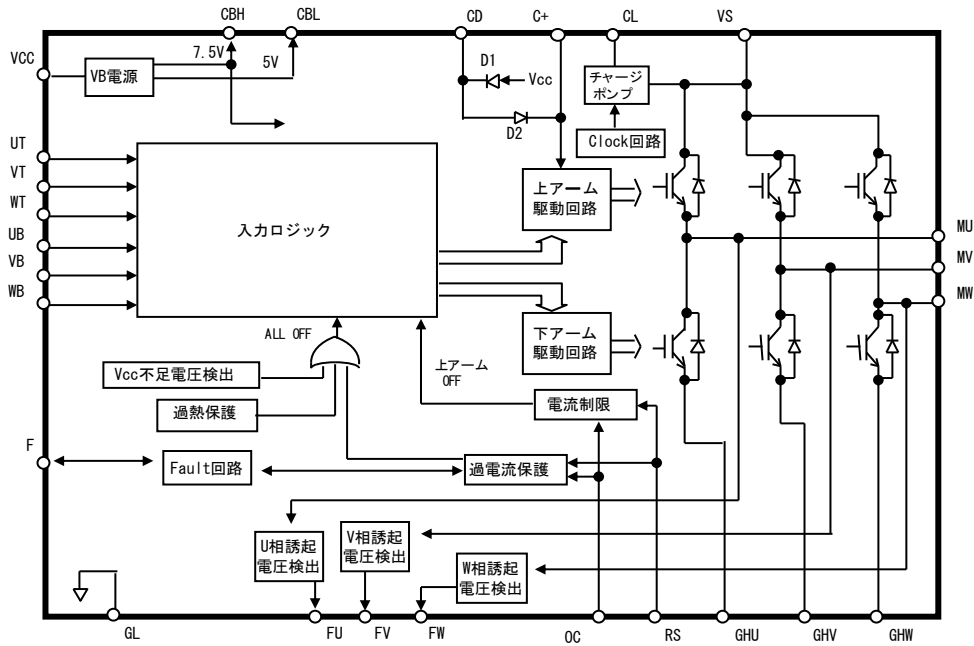 CBH
CBL
CD
C+
CL
VS
VCC
7.5V
5V
VB電源
D1
Vcc
D2
チャージ
ポンプ
Clock回路
UT
VT
WT
UB
VB
WB
入力ロジック
上アーム
駆動回路
MU
MV
MW
ALL OFF
下アーム
駆動回路
上アーム
OFF
Vcc不足電圧検出
過熱保護
電流制限
F
Fault回路
過電流保護
U相誘起
電圧検出
V相誘起
電圧検出
W相誘起
電圧検出
GL
FU
FV
FW
OC
RS
GHU
GHV
GHW